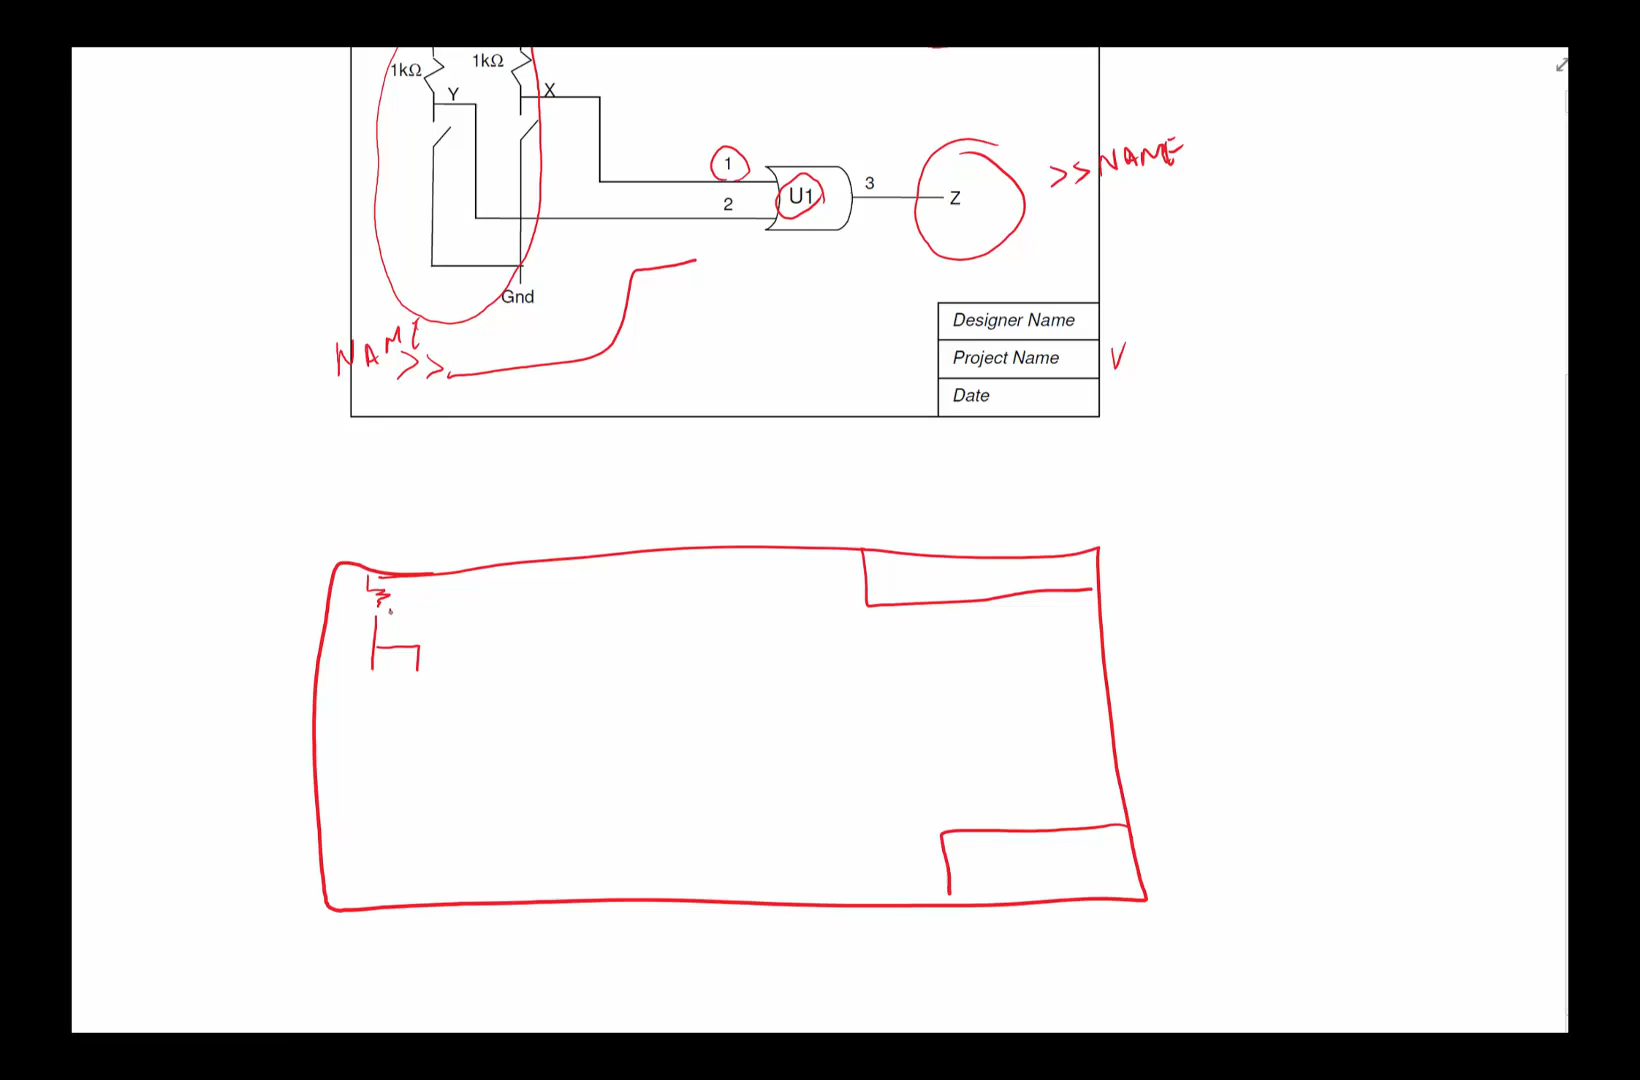 1kΩ 1kΩ
Y X
1
U1
2
3
Z
>> NAME
Gnd
NAME >>
Designer Name
Project Name
V
Date